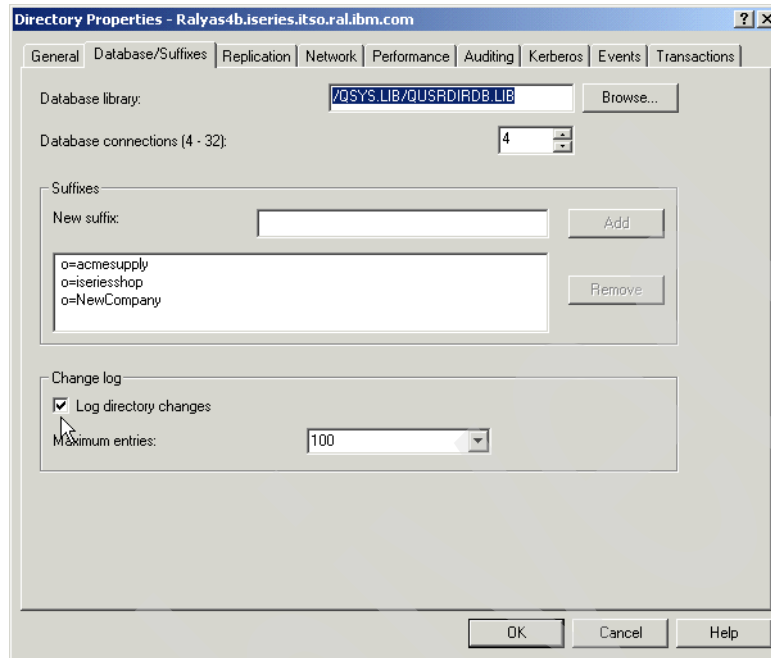 Directory Properties - Ralyas4b.iseries.itso.ral.ibm.com
General Database/Suffixes Replication Network Performance Auditing Kerberos Events Transactions
Database library: /QSYS.LIB/QUSRDIRDB.LIB Browse...
Database connections (4 - 32): 4
Suffixes
New suffix: Add
o=acmesupply
o=iseriesshop
o=NewCompany
Remove
Change log
Log directory changes
Maximum entries: 100
OK Cancel Help